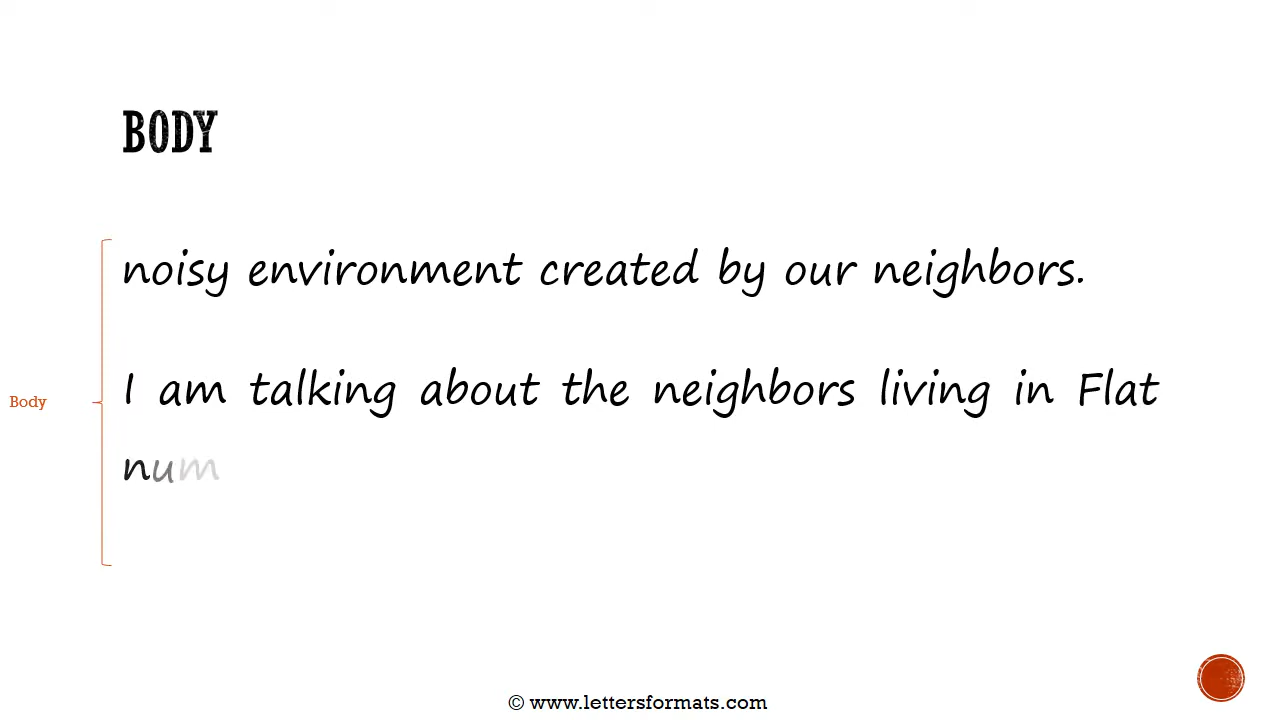 BODY
noisy environment created by our neighbors.
I am talking about the neighbors living in Flat
Body
num
© www.lettersformats.com